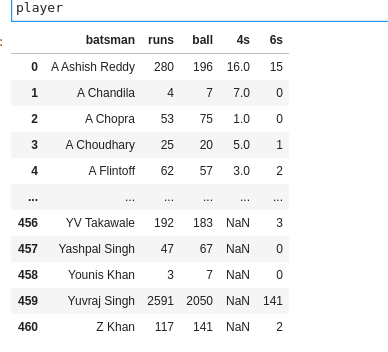 player
batsman runs ball 4s 6s
0 A Ashish Reddy 280 196 16.0 15
1 A Chandila 4 7 7.0 0
2 A Chopra 53 75 1.0 0
3 A Choudhary 25 20 5.0 1
4 A Flintoff 62 57 3.0 2
... ... ... ... ... ...
456 YV Takawale 192 183 NaN 3
457 Yashpal Singh 47 67 NaN 0
458 Younis Khan 3 7 NaN 0
459 Yuvraj Singh 2591 2050 NaN 141
460 Z Khan 117 141 NaN 2